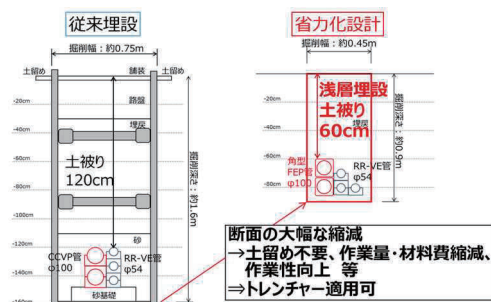 従来埋設
掘削幅：約0.75m
土留め
舗装
土留め
-20cm
路盤
-40cm
埋戻
-60cm
土被り
120cm
-80cm
-100cm
-120cm
砂
CCVP管
φ100
RR-VE管
φ54
-140cm
砂基礎
-160cm
掘削深さ：約1.6m
省力化設計
掘削幅：約0.45m
-20cm
浅層埋設
土被り
60cm
埋戻
-40cm
-60cm
角型
FEP管
φ100
RR-VE管
φ54
-80cm
掘削深さ：約0.9m
断面の大幅な縮減
→土留め不要、作業量・材料費縮減、
作業性向上 等
⇒トレンチャー適用可